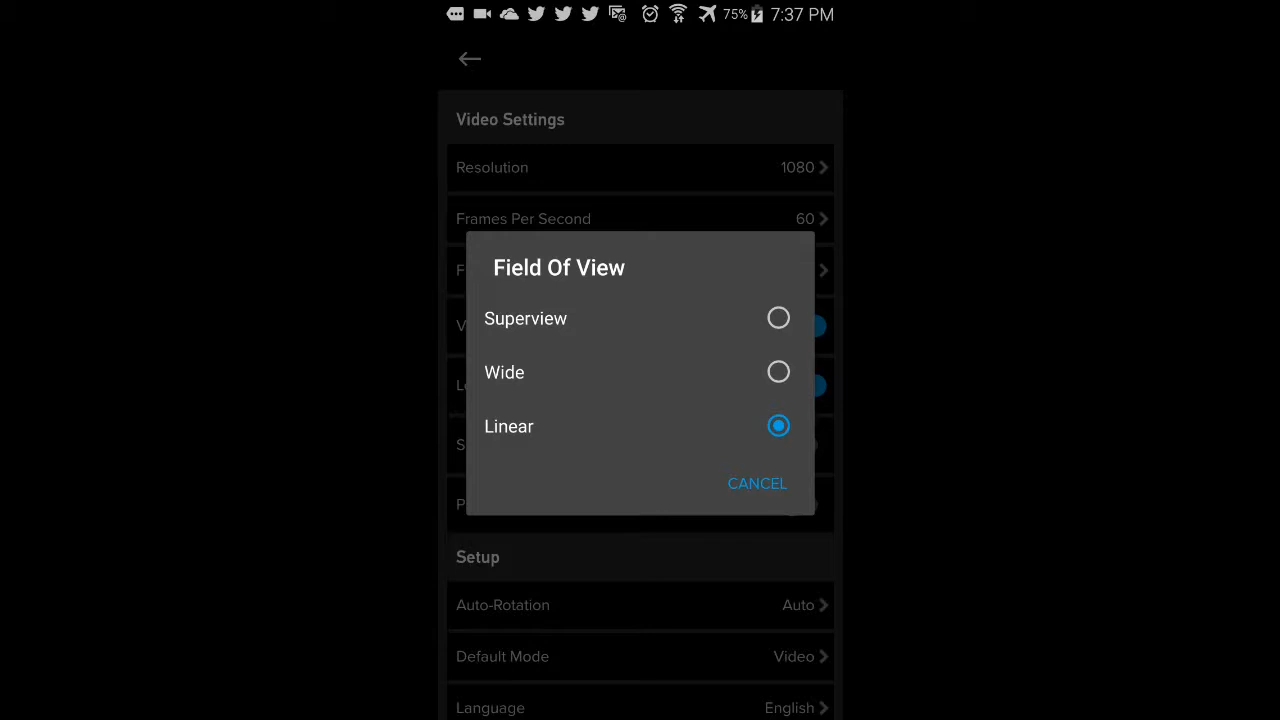 75% 7:37 PM
Video Settings
Resolution 1080
Frames Per Second 60
F
Field Of View
Superview
V
Wide
L
Linear
S
CANCEL
P
Setup
Auto-Rotation Auto
Default Mode Video
Language English